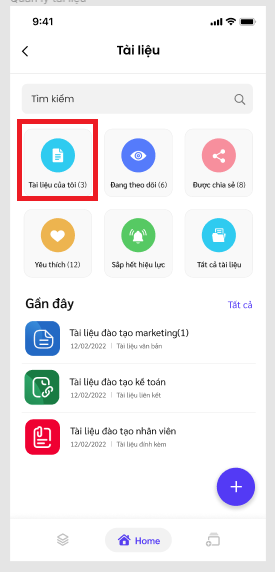 Quản lý tài liệu
9:41
Tài liệu
Tìm kiếm
Tài liệu của tôi (3)
Đang theo dõi (6)
Được chia sẻ (8)
Yêu thích (12)
Sắp hết hiệu lực
Tất cả tài liệu
Gần đây
Tất cả
Tài liệu đào tạo marketing(1)
12/02/2022 | Tài liệu văn bản
Tài liệu đào tạo kế toán
12/02/2022 | Tài liệu liên kết
Tài liệu đào tạo nhân viên
12/02/2022 | Tài liệu đính kèm
Home